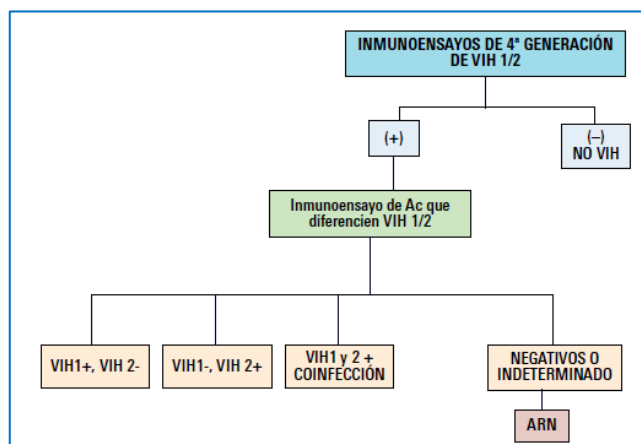 INMUNOENSAYOS DE 4ª GENERACIÓN
DE VIH 1/2
(+)
(–)
NO VIH
Inmunoensayo de Ac que
diferencien VIH 1/2
VIH1+, VIH 2-
VIH1-, VIH 2+
VIH1 y 2 +
COINFECCIÓN
NEGATIVOS O
INDETERMINADO
ARN